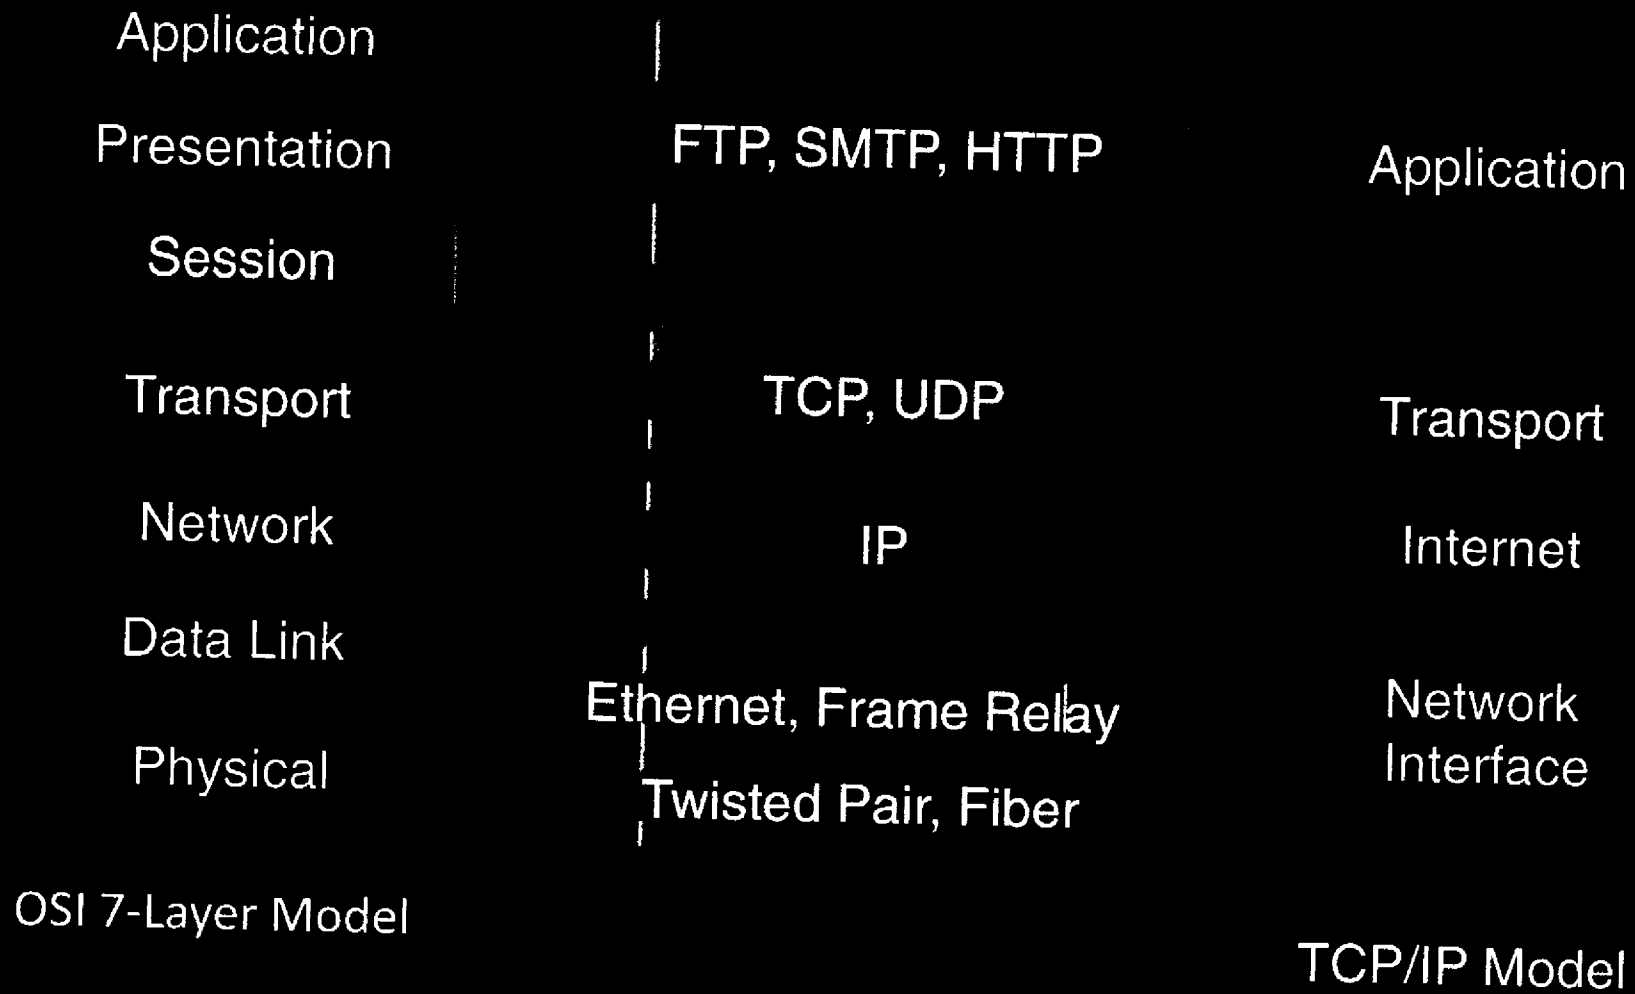 Application
Presentation
Session
Transport
Network
Data Link
Physical
OSI 7-Layer Model
FTP, SMTP, HTTP
TCP, UDP
IP
Ethernet, Frame Relay
Twisted Pair, Fiber
Application
Transport
Internet
Network
Interface
TCP/IP Model